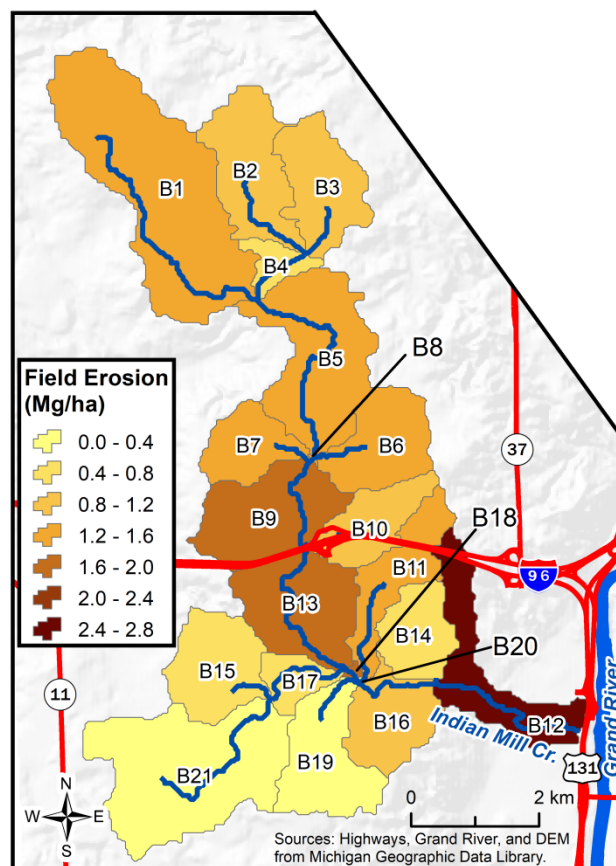 B1
B2
B3
B4
B5
B8
Field Erosion
(Mg/ha)
0.0 - 0.4
0.4 - 0.8
0.8 - 1.2
1.2 - 1.6
1.6 - 2.0
2.0 - 2.4
2.4 - 2.8
B7
B6
37
B9
B10
B18
96
B11
B13
B14
B20
B15
B17
11
B16
B12
Indian Mill Cr.
Grand River
B21
B19
131
N
W
E
S
0
2 km
Sources: Highways, Grand River, and DEM
from Michigan Geographic Data Library